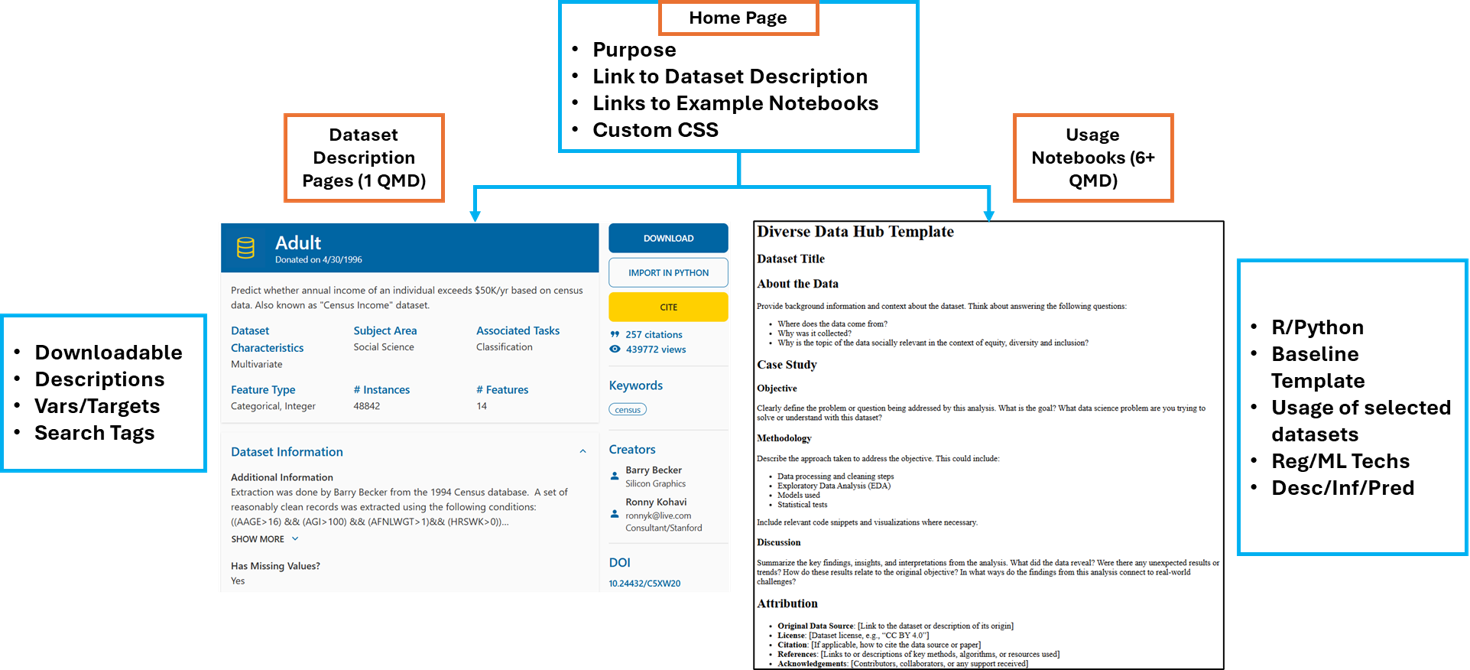 Home Page
• Purpose
• Link to Dataset Description
• Links to Example Notebooks
• Custom CSS
Dataset
Description
Pages (1 QMD)
Usage
Notebooks (6+
QMD)
• Downloadable
• Descriptions
• Vars/Targets
• Search Tags
Adult
Donated on 4/30/1996
Predict whether annual income of an individual exceeds $50K/yr based on census
data. Also known as "Census Income" dataset.
Dataset
Characteristics
Multivariate
Subject Area
Social Science
Associated Tasks
Classification
Feature Type
Categorical, Integer
# Instances
48842
# Features
14
Dataset Information
Additional Information
Extraction was done by Barry Becker from the 1994 Census database.  A set of
reasonably clean records was extracted using the following conditions:
((AAGE>16) && (AGI>100) && (AFNLWGT>1)&& (HRSWK>0))...
SHOW MORE
Has Missing Values?
Yes
DOWNLOAD
IMPORT IN PYTHON
CITE
257 citations
439772 views
Keywords
census
Creators
Barry Becker
Silicon Graphics
Ronny Kohavi
ronnyk@live.com
Consultant/Stanford
DOI
10.24432/C5XW20
Diverse Data Hub Template
Dataset Title
About the Data
Provide background information and context about the dataset. Think about answering the following questions:
• Where does the data come from?
• Why was it collected?
• Why is the topic of the data socially relevant in the context of equity, diversity and inclusion?
Case Study
Objective
Clearly define the problem or question being addressed by this analysis. What is the goal? What data science problem are you trying to
solve or understand with this dataset?
Methodology
Describe the approach taken to address the objective. This could include:
• Data processing and cleaning steps
• Exploratory Data Analysis (EDA)
• Models used
• Statistical tests
Include relevant code snippets and visualizations where necessary.
Discussion
Summarize the key findings, insights, and interpretations from the analysis. What did the data reveal? Were there any unexpected results or
trends? How do these results relate to the original objective? In what ways do the findings from this analysis connect to real-world
challenges?
Attribution
• Original Data Source: [Link to the dataset or description of its origin]
• License: [Dataset license, e.g., "CC BY 4.0"]
• Citation: [If applicable, how to cite the data source or paper]
• References: [Links to or descriptions of key methods, algorithms, or resources used]
• Acknowledgements: [Contributors, collaborators, or any support received]
• R/Python
• Baseline
Template
• Usage of selected
datasets
• Reg/ML Techs
• Desc/Inf/Pred